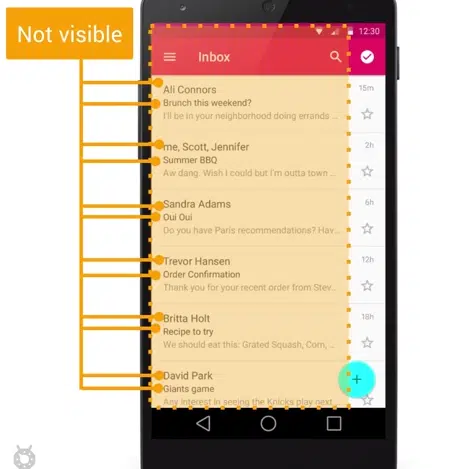 Not visible
12:30
Inbox
Ali Connors 15m
Brunch this weekend?
I'll be in your neighborhood doing errands ...
me, Scott, Jennifer 2h
Summer BBQ
Aw dang. Wish I could but I'm outta town ...
Sandra Adams 6h
Oui Oui
Do you have Paris recommendations? Hav...
Trevor Hansen 12h
Order Confirmation
Thank you for your recent order from Stev...
Britta Holt 18h
Recipe to try
We should eat this: Grated Squash, Corn, ...
David Park
Giants game
Any interest in seeing the Knicks play next